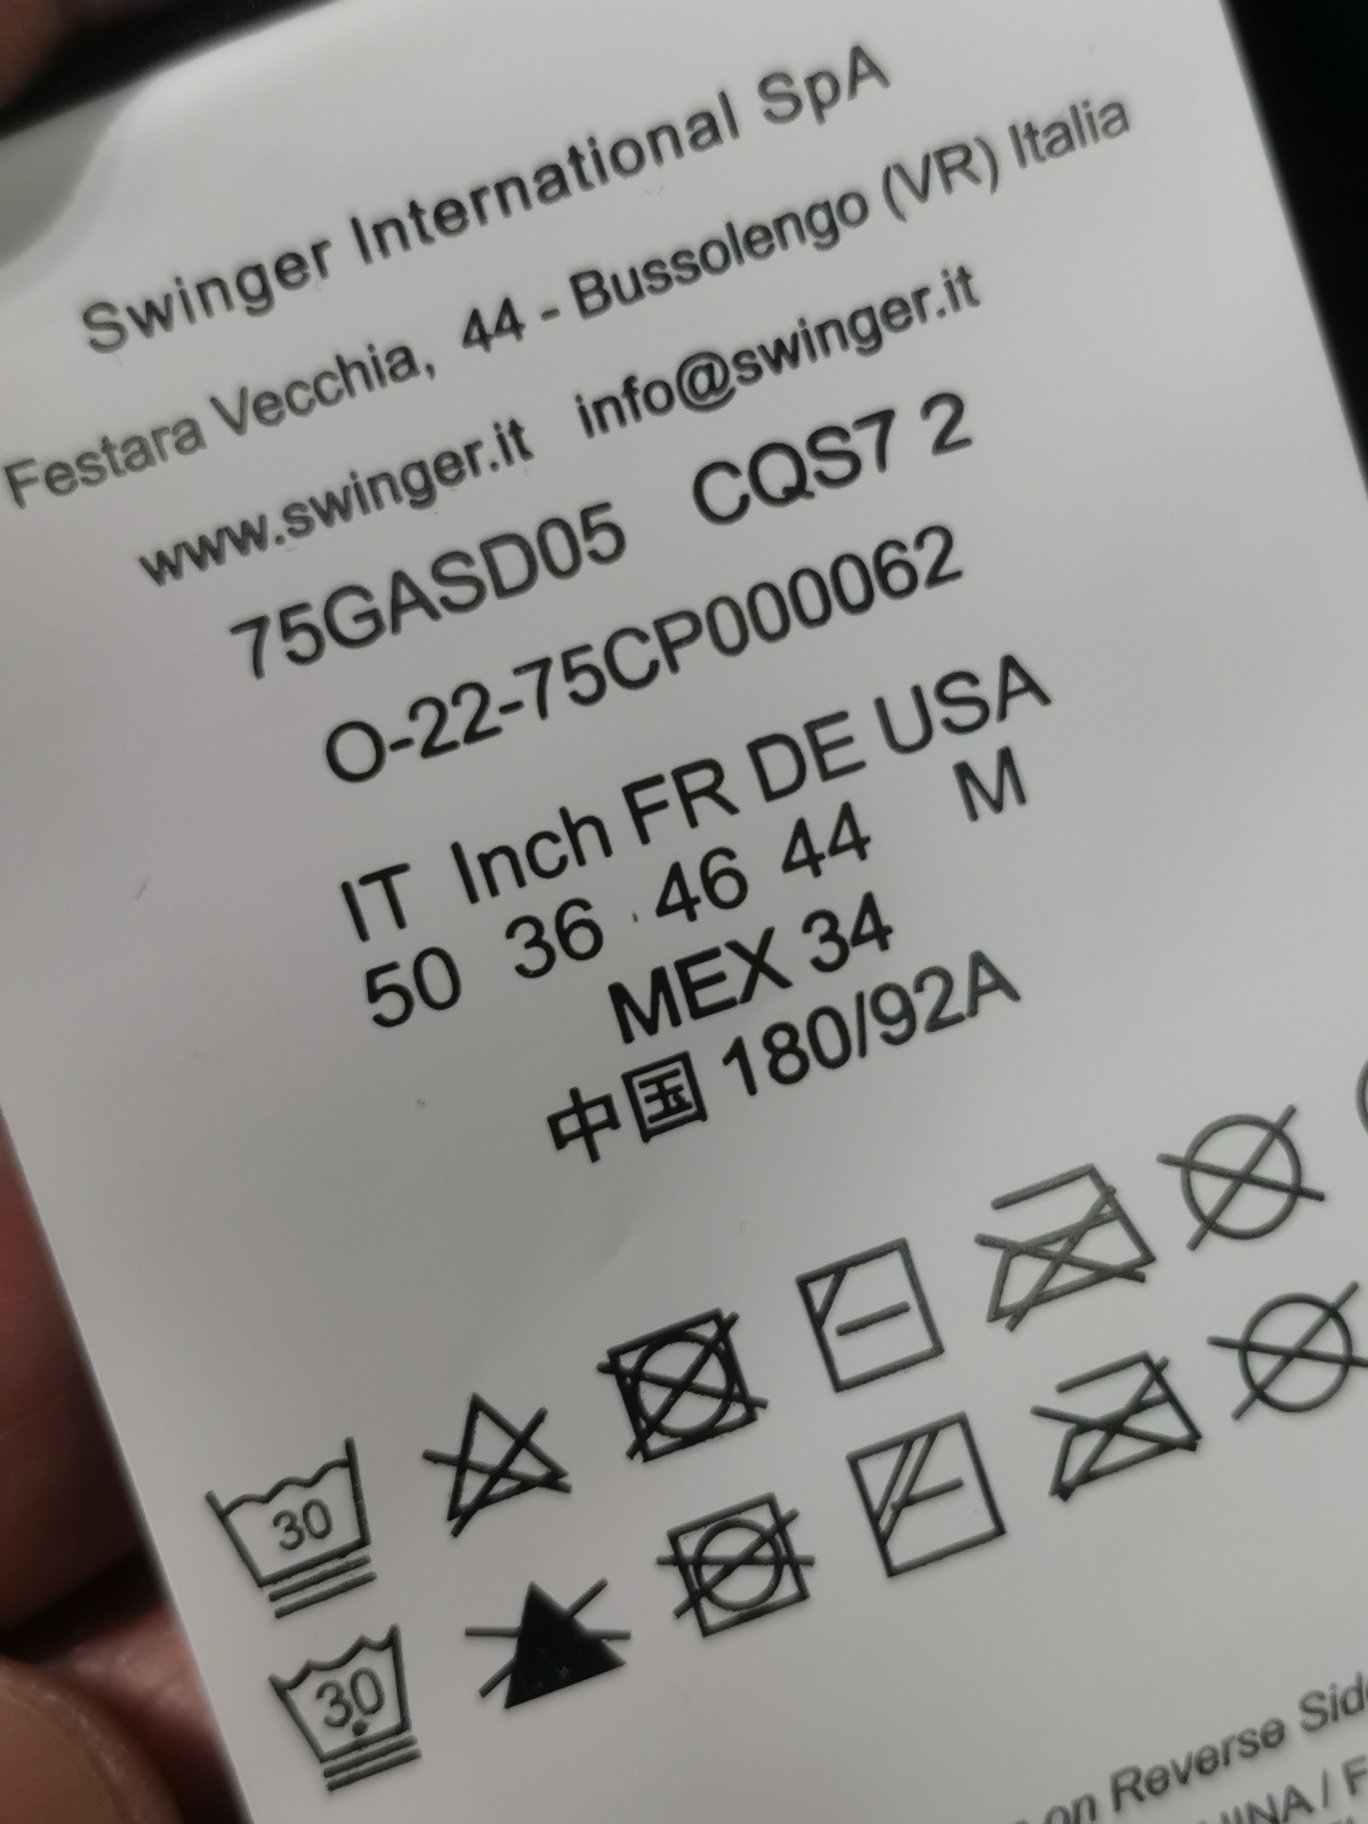 Swinger International SpA
Festara Vecchia, 44 - Bussolengo (VR) Italia
www.swinger.it info@swinger.it
75GASD05 CQS7 2
O-22-75CP000062
IT Inch FR DE USA
50 36 46 44 M
MEX 34
中国 180/92A
30
30
on Reverse Side